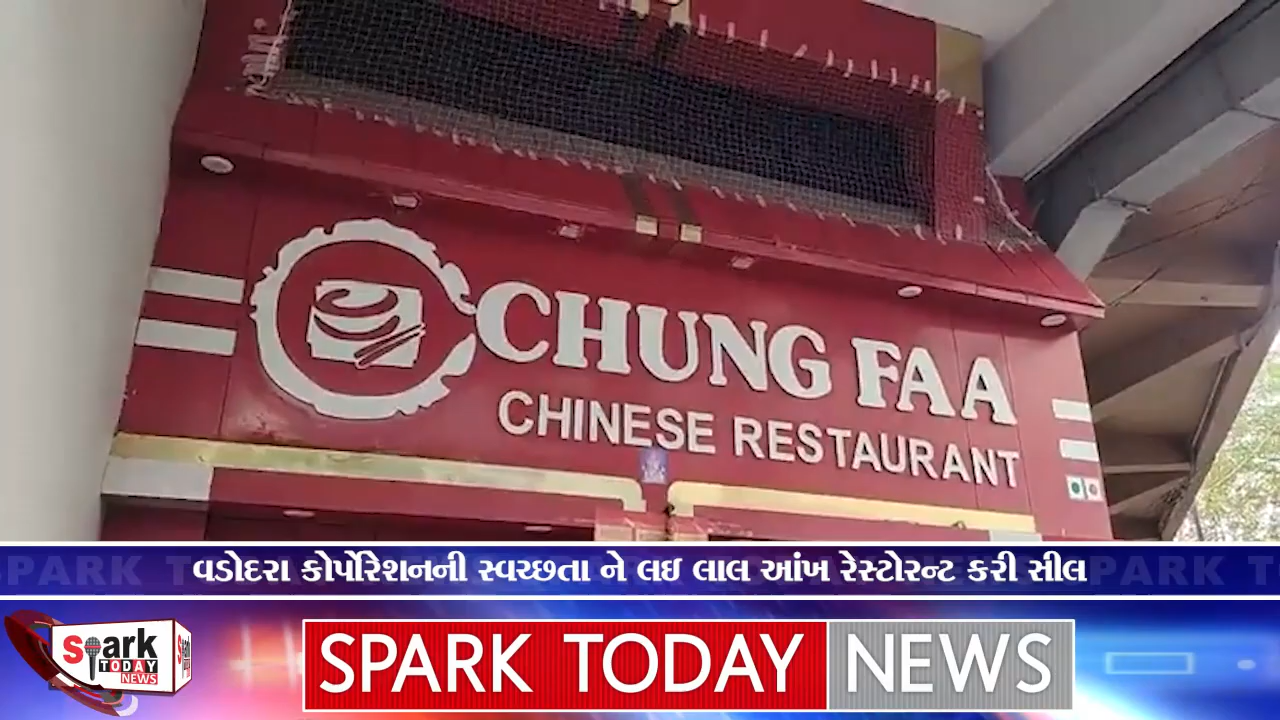 CHUNG FAA
CHINESE RESTAURANT
વડોદરા કોર્પોરેશનની સ્વચ્છતા ને લઇ લાલ આંખ રેસ્ટોરન્ટ કરી સીલ
Spark
TODAY
NEWS
SPARK TODAY NEWS